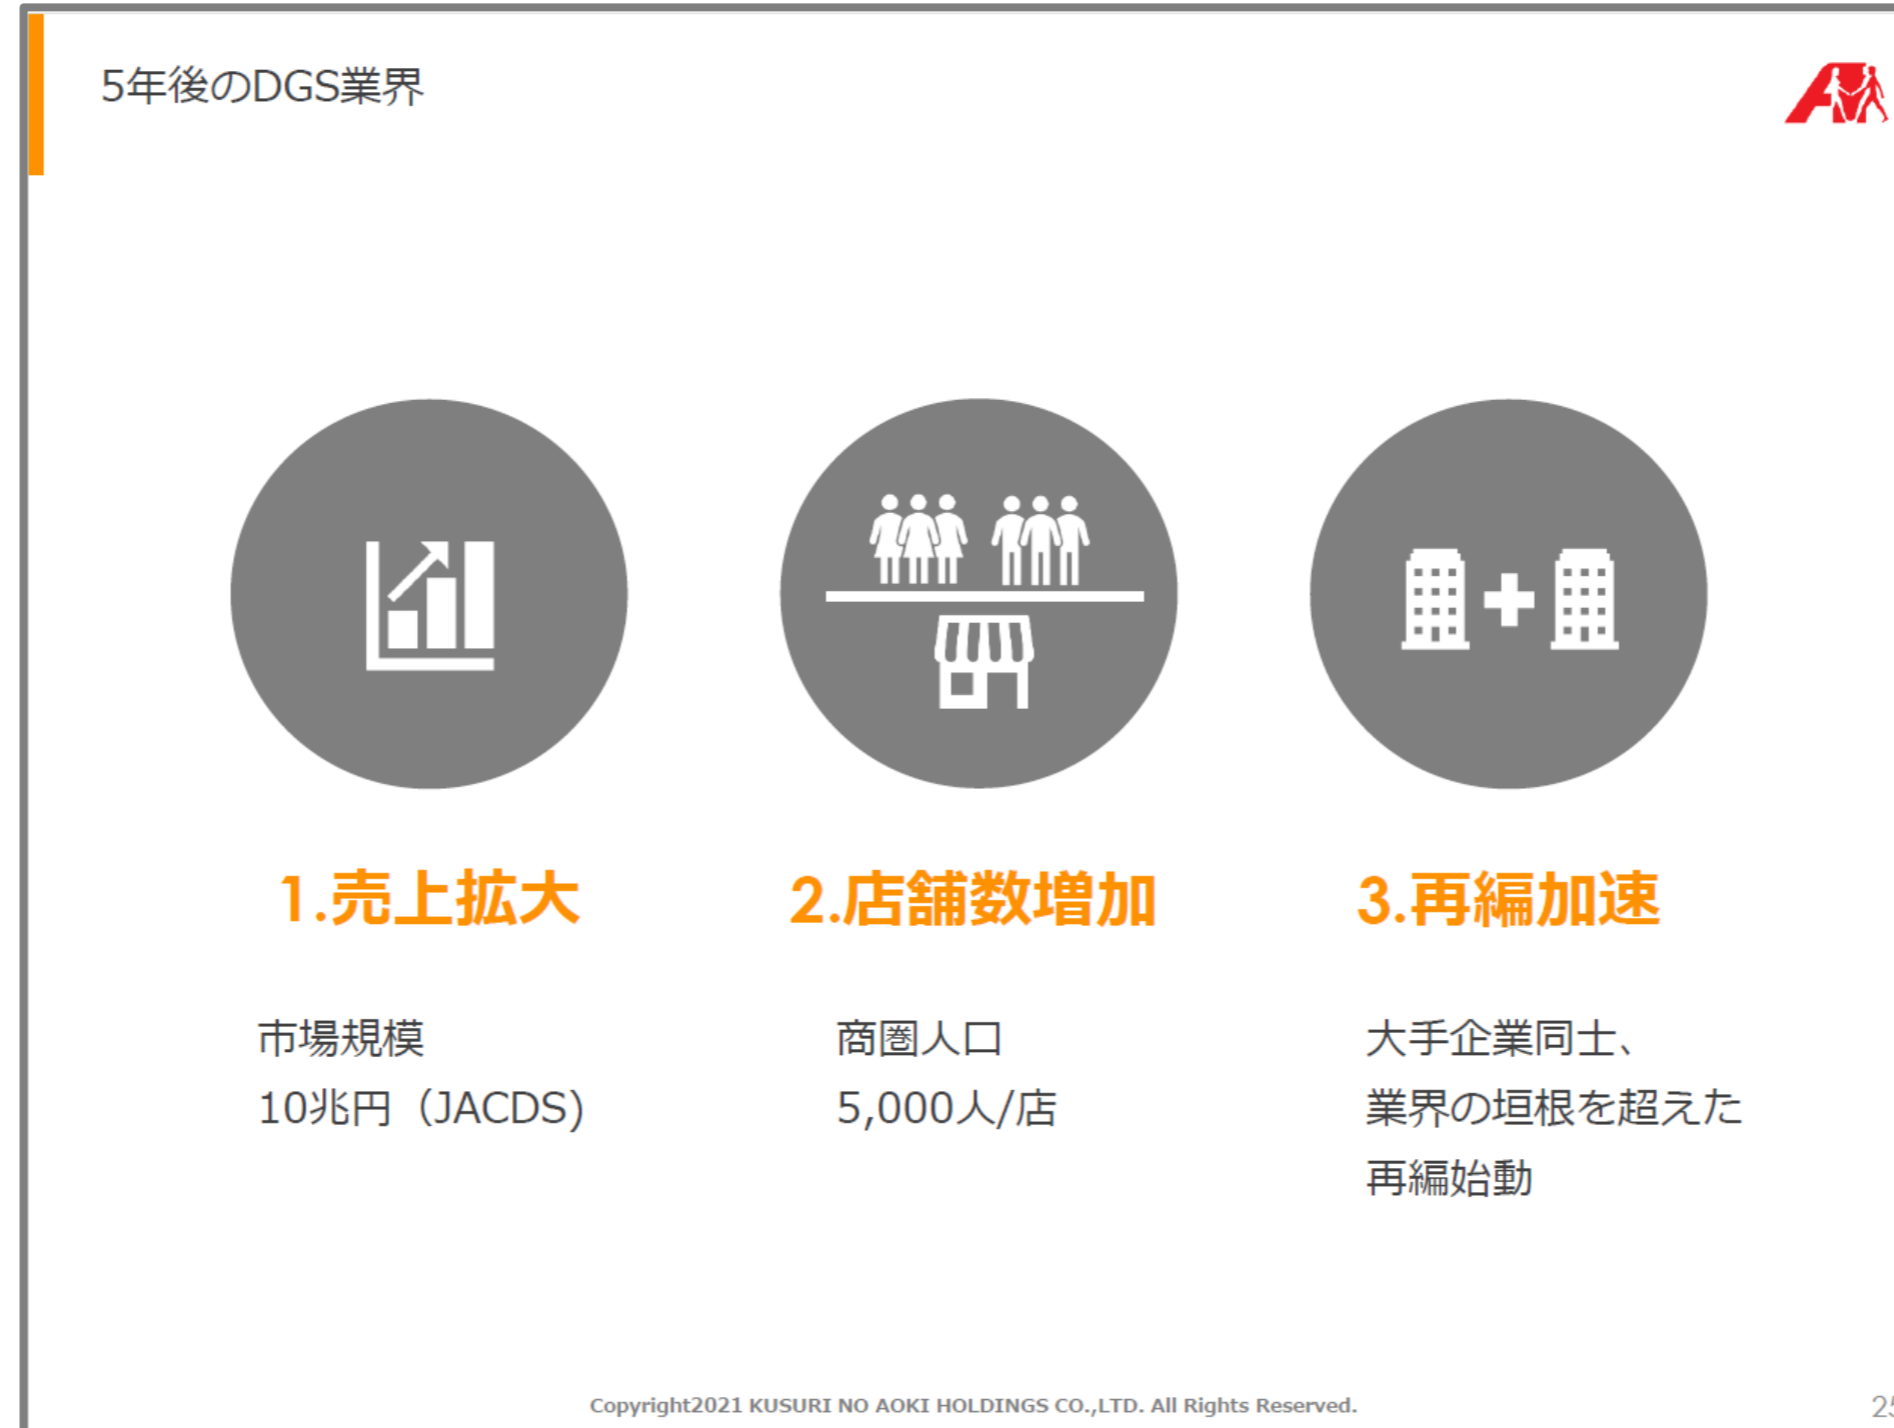 5年後のDGS業界
1.売上拡大
市場規模
10兆円（JACDS)
2.店舗数増加
商圏人口
5,000人/店
3.再編加速
大手企業同士、
業界の垣根を超えた
再編始動
Copyright2021 KUSURI NO AOKI HOLDINGS CO.,LTD. All Rights Reserved.